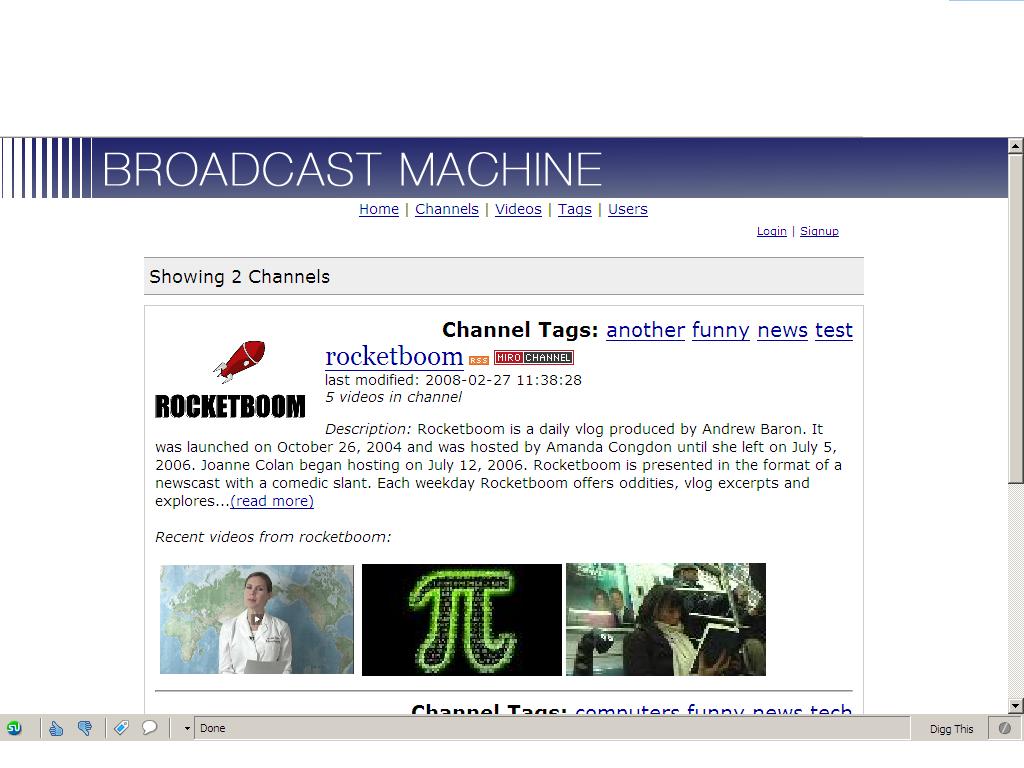 BROADCAST MACHINE
Home | Channels | Videos | Tags | Users
Login | Signup
Showing 2 Channels
Channel Tags: another funny news test
rocketboom RSS MIRO CHANNEL
ROCKETBOOM
last modified: 2008-02-27 11:38:28
5 videos in channel
Description: Rocketboom is a daily vlog produced by Andrew Baron. It
was launched on October 26, 2004 and was hosted by Amanda Congdon until she left on July 5,
2006. Joanne Colan began hosting on July 12, 2006. Rocketboom is presented in the format of a
newscast with a comedic slant. Each weekday Rocketboom offers oddities, vlog excerpts and
explores...(read more)
Recent videos from rocketboom:
π
Channel Tags: computers funny news tech
Done
Digg This